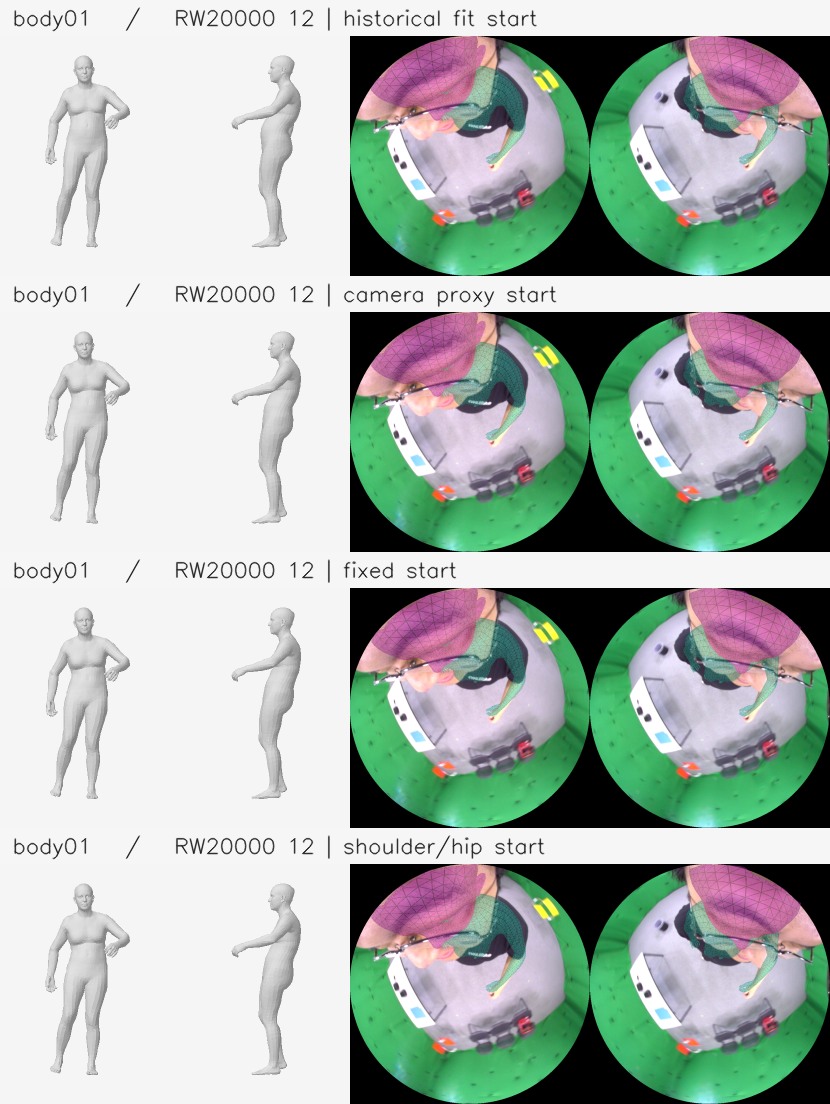 body01 / RW20000 12 | historical fit start
body01 / RW20000 12 | camera proxy start
body01 / RW20000 12 | fixed start
body01 / RW20000 12 | shoulder/hip start